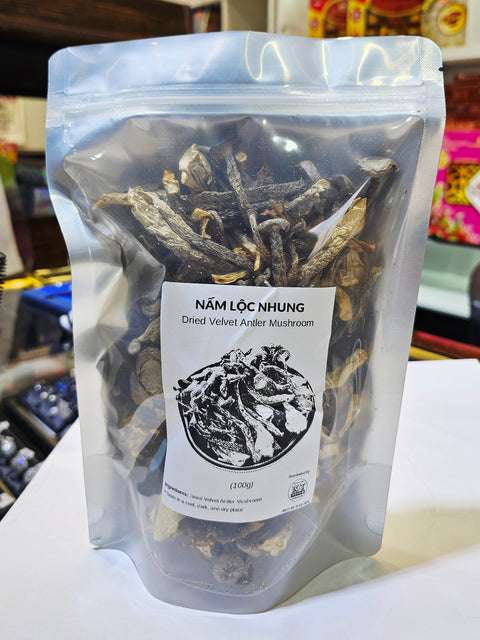 NẤM LỘC NHUNG
Dried Velvet Antler Mushroom
(100g)
Distributed By
Ingredients: Dried Velvet Antler Mushroom
* Store in a cool, dark, and dry place